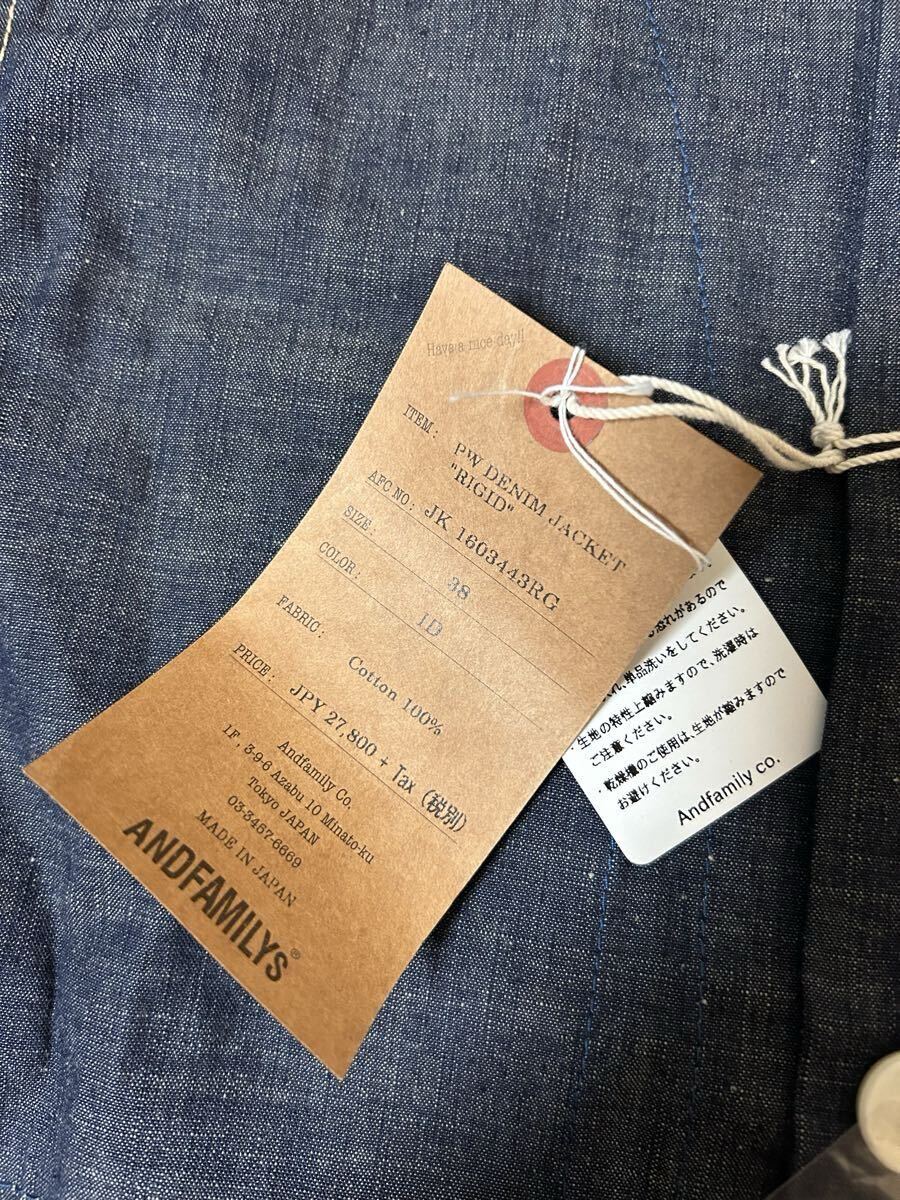 Have a nice day!!
ITEM: PW DENIM JACKET
"RIGID"
AFC NO: JK 1603443RG
SIZE: 38
COLOR: ID
FABRIC: Cotton 100%
PRICE: JPY 27,800 + Tax (税別)
Andfamily Co.
1F, 3-9-6 Azabu 10 Minato-ku
Tokyo JAPAN
03-3467-6669
MADE IN JAPAN
ANDFAMILYS®
があるので
単品洗いをしてください。
・生地の特性上縮みますので、洗濯時は
ご注意ください。
・乾燥機のご使用は、生地が縮みますので
お避けください。
Andfamily co.